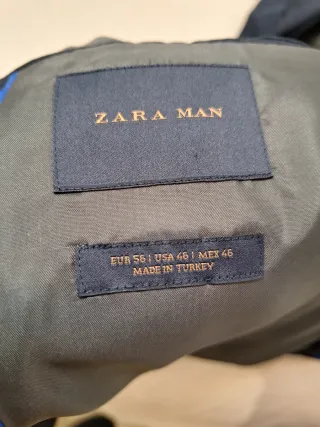 ZARA MAN
EUR 56 | USA 46 | MEX 46
MADE IN TURKEY